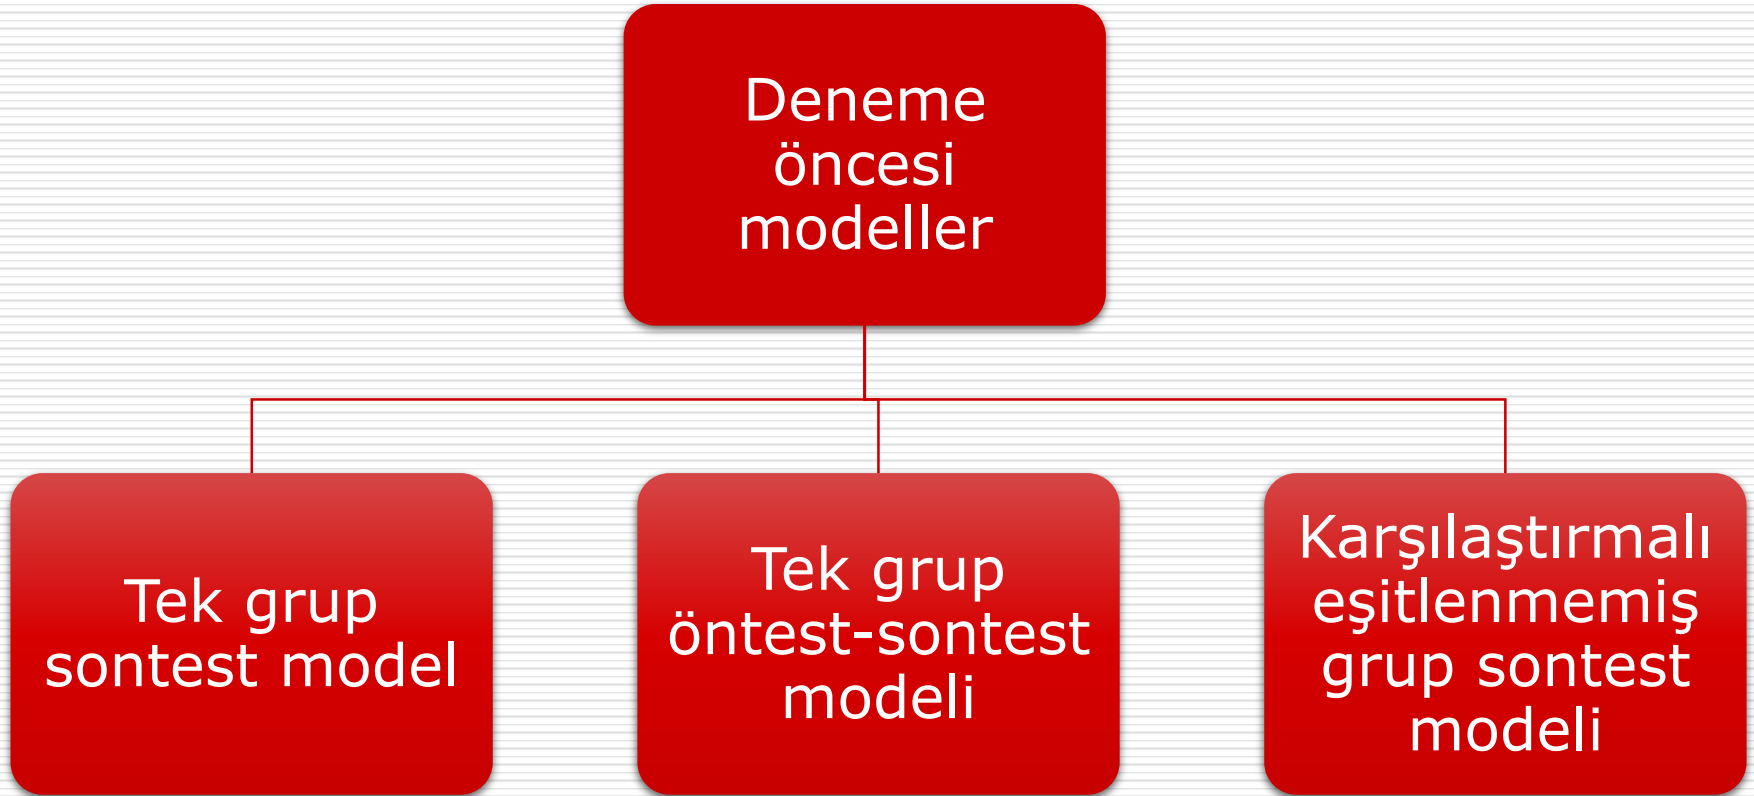 Deneme
öncesi
modeller
Tek grup
sontest model
Tek grup
öntest-sontest
modeli
Karşılaştırmalı
eşitlenmemiş
grup sontest
modeli